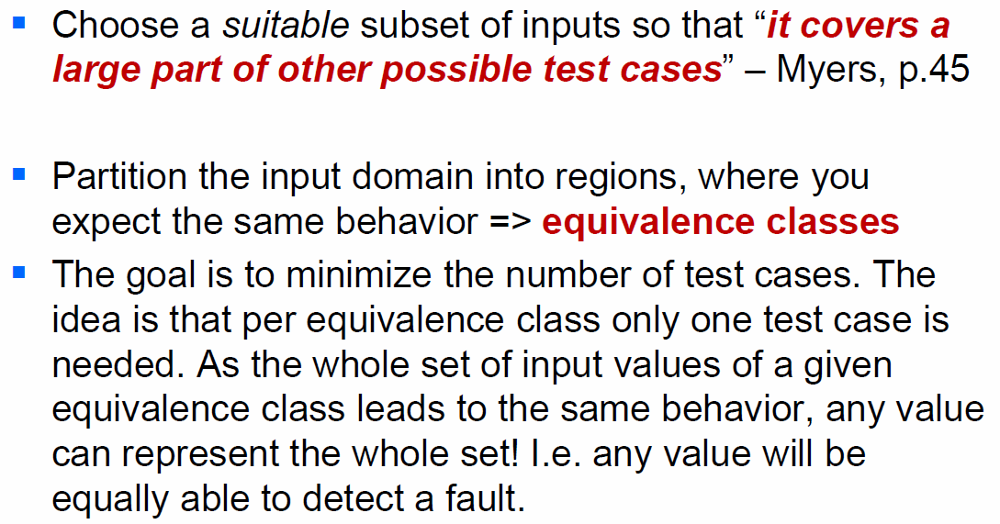 ▪ Choose a suitable subset of inputs so that “it covers a
large part of other possible test cases” – Myers, p.45
▪ Partition the input domain into regions, where you
expect the same behavior => equivalence classes
▪ The goal is to minimize the number of test cases. The
idea is that per equivalence class only one test case is
needed. As the whole set of input values of a given
equivalence class leads to the same behavior, any value
can represent the whole set! I.e. any value will be
equally able to detect a fault.